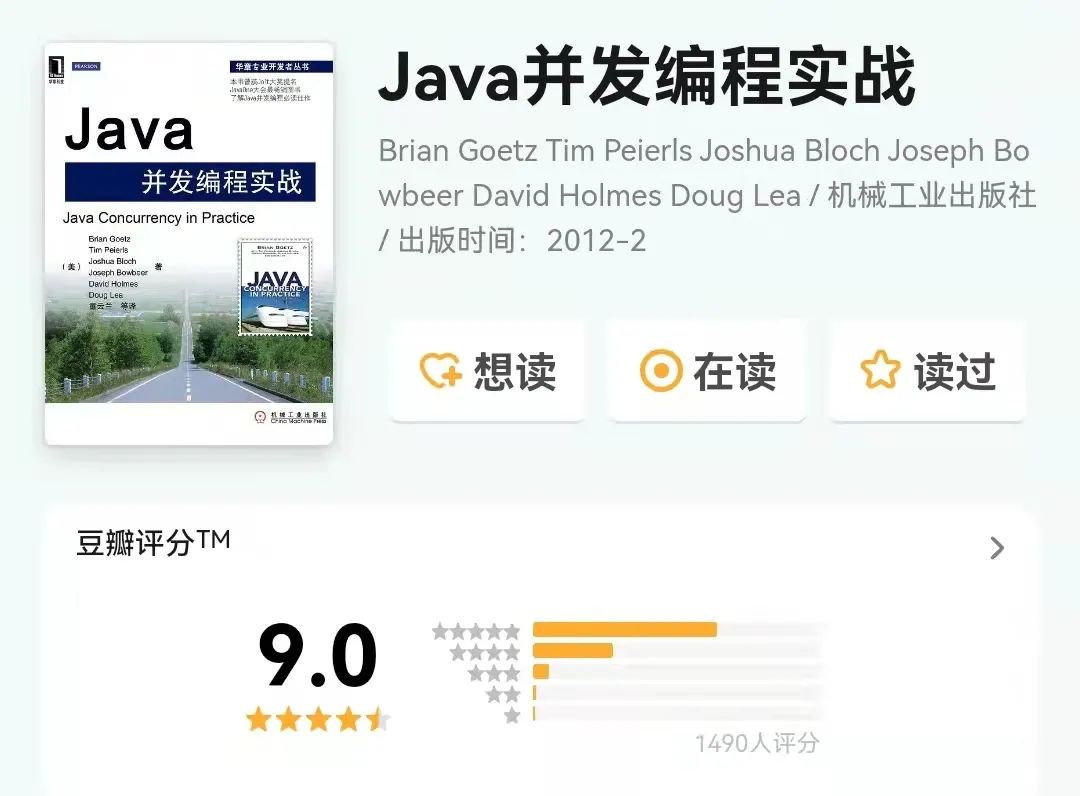 PEARSON
华章专业开发者丛书
本书曾获Jolt大奖提名
JavaOne大会最畅销图书
了解Java并发编程必读佳作
Java
并发编程实战
Java Concurrency in Practice
Brian Goetz
Tim Peierls
Joshua Bloch
(美) Joseph Bowbeer 著
David Holmes
Doug Lea
童云兰 等译
BRIAN GOETZ
JAVA
CONCURRENCY
IN PRACTICE
机械工业出版社
China Machine Press
Java并发编程实战
Brian Goetz Tim Peierls Joshua Bloch Joseph Bo
wbeer David Holmes Doug Lea / 机械工业出版社
/ 出版时间：2012-2
想读
在读
读过
豆瓣评分TM
9.0
1490人评分